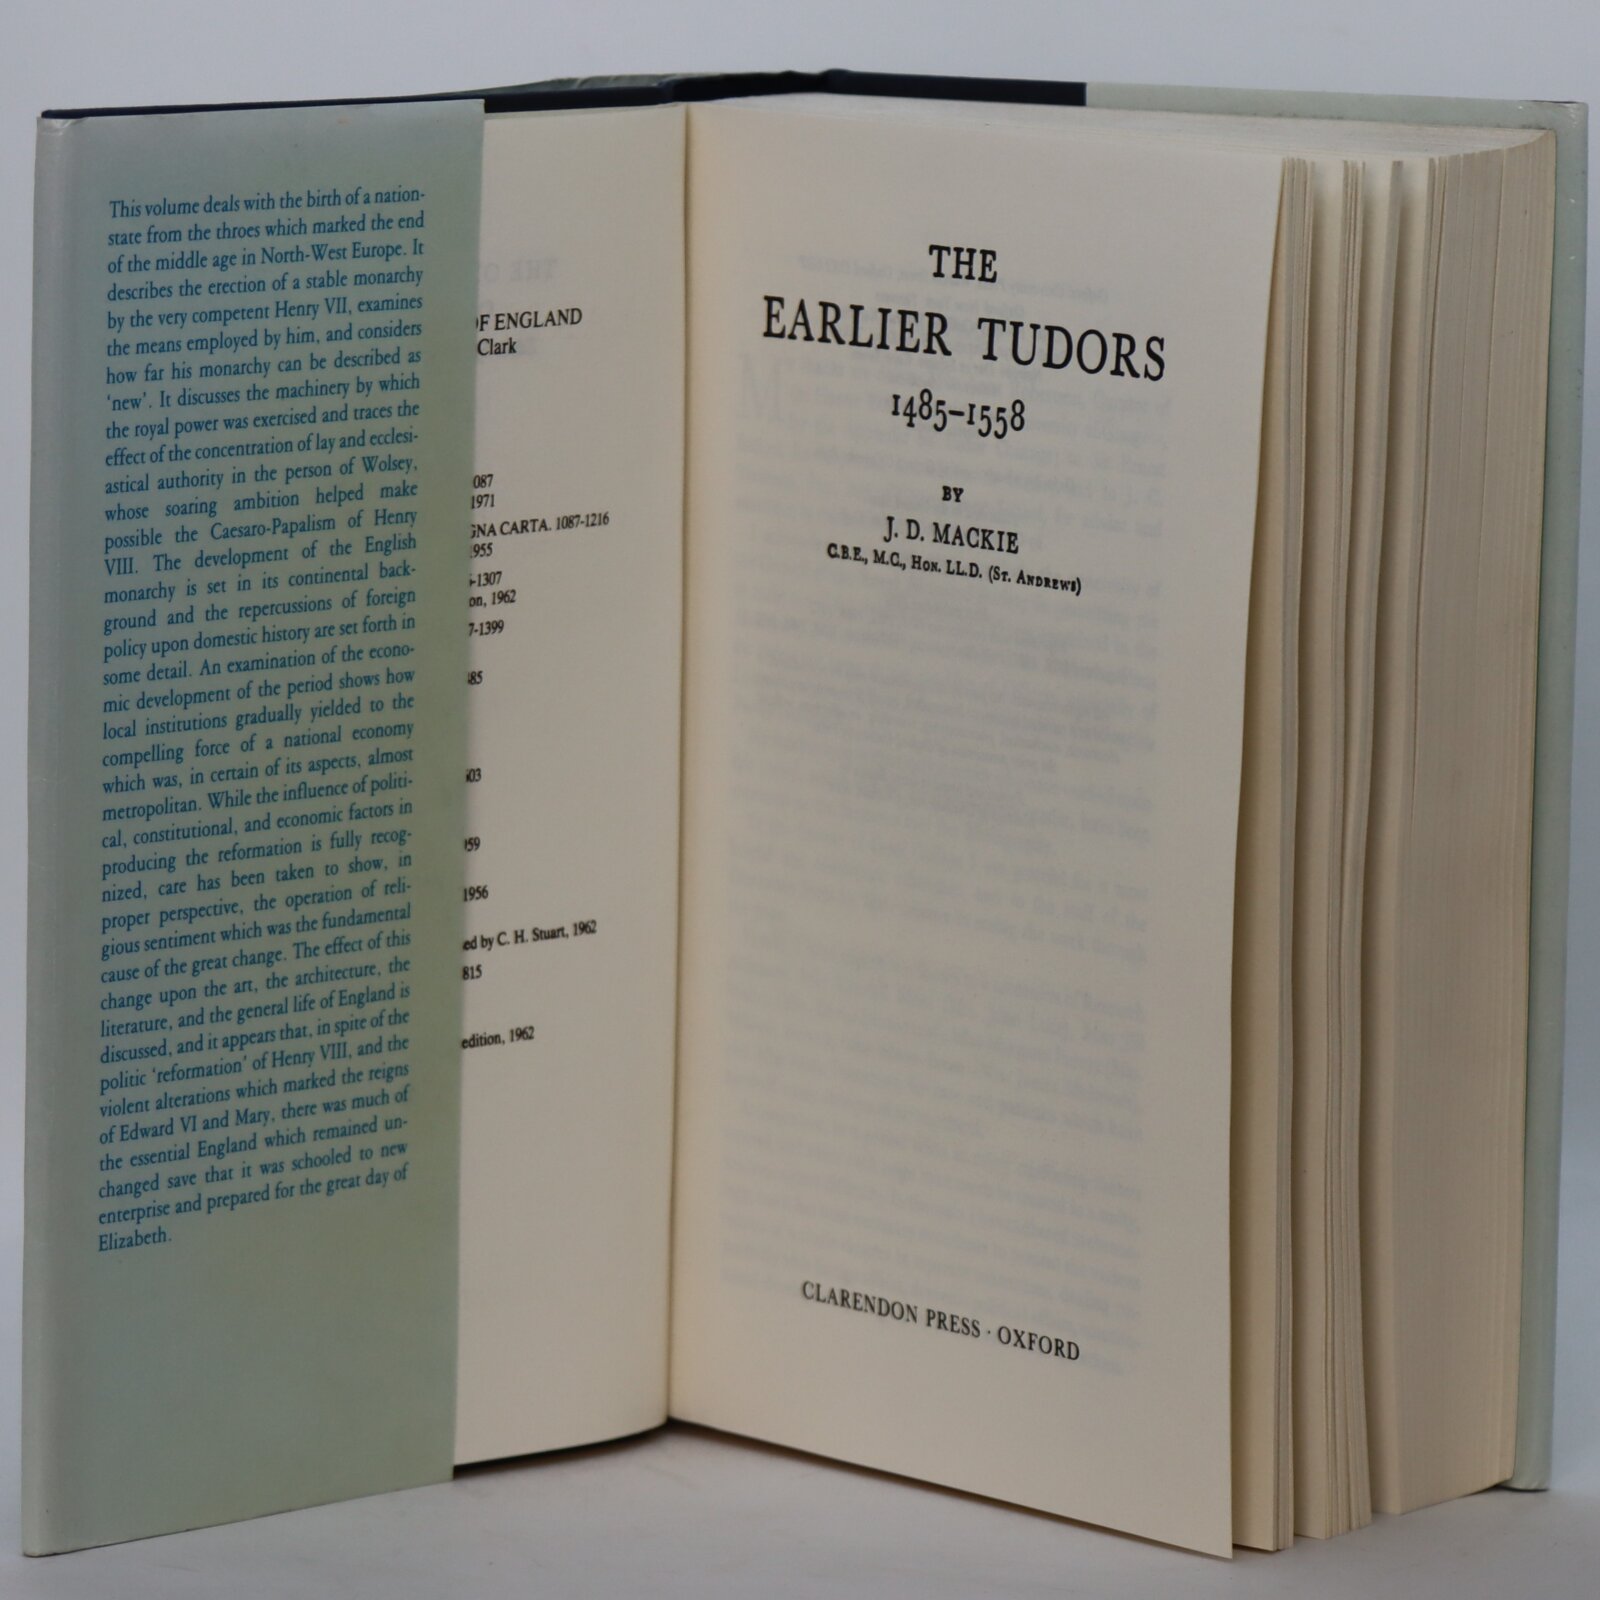 This volume deals with the birth of a nation-
state from the throes which marked the end
of the middle age in North-West Europe. It
describes the erection of a stable monarchy
by the very competent Henry VII, examines
the means employed by him, and considers
how far his monarchy can be described as
‘new’. It discusses the machinery by which
the royal power was exercised and traces the
effect of the concentration of lay and ecclesi-
astical authority in the person of Wolsey,
whose soaring ambition helped make
possible the Caesaro-Papalism of Henry
VIII. The development of the English
monarchy is set in its continental back-
ground and the repercussions of foreign
policy upon domestic history are set forth in
some detail. An examination of the econo-
mic development of the period shows how
local institutions gradually yielded to the
compelling force of a national economy
which was, in certain of its aspects, almost
metropolitan. While the influence of politi-
cal, constitutional, and economic factors in
producing the reformation is fully recog-
nized, care has been taken to show, in
proper perspective, the operation of reli-
gious sentiment which was the fundamental
cause of the great change. The effect of this
change upon the art, the architecture, the
literature, and the general life of England is
discussed, and it appears that, in spite of the
politic ‘reformation’ of Henry VIII, and the
violent alterations which marked the reigns
of Edward VI and Mary, there was much of
the essential England which remained un-
changed save that it was schooled to new
enterprise and prepared for the great day of
Elizabeth.
OF ENGLAND
Clark
087
1971
GNA CARTA. 1087-1216
1955
-1307
on, 1962
7-1399
485
603
959
1956
ed by C. H. Stuart, 1962
815
edition, 1962
THE
EARLIER TUDORS
1485–1558
BY
J. D. MACKIE
C.B.E., M.C., HON. LL.D. (ST. ANDREWS)
CLARENDON PRESS · OXFORD